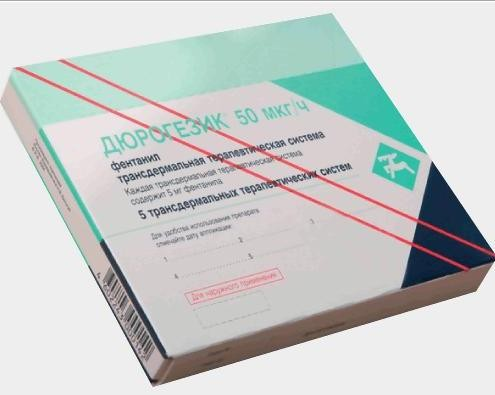 ДЮРОГЕЗИК 50 мкг/ч
фентанил
трансдермальная терапевтическая система
Каждая трансдермальная терапевтическая система
содержит 5 мг фентанила
5 трансдермальных терапевтических систем
Для удобства использования препарата
отмечайте дату аппликации:
1. 2. 3.
4. 5.
Для наружного применения